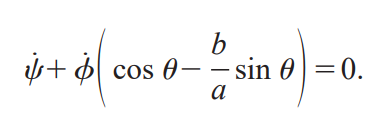 ψ̇ + ϕ̇ ( cos θ − b/a sin θ ) = 0.